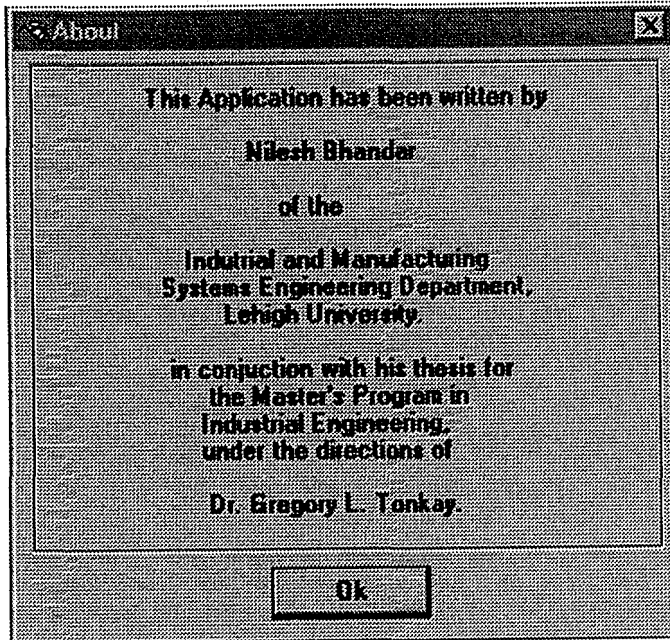 About
This Application has been written by
Nilesh Bhandar
of the
Indutrial and Manufacturing
Systems Engineering Department,
Lehigh University,
in conjuction with his thesis for
the Master's Program in
Industrial Engineering,
under the directions of
Dr. Gregory L. Tonkay.
Ok